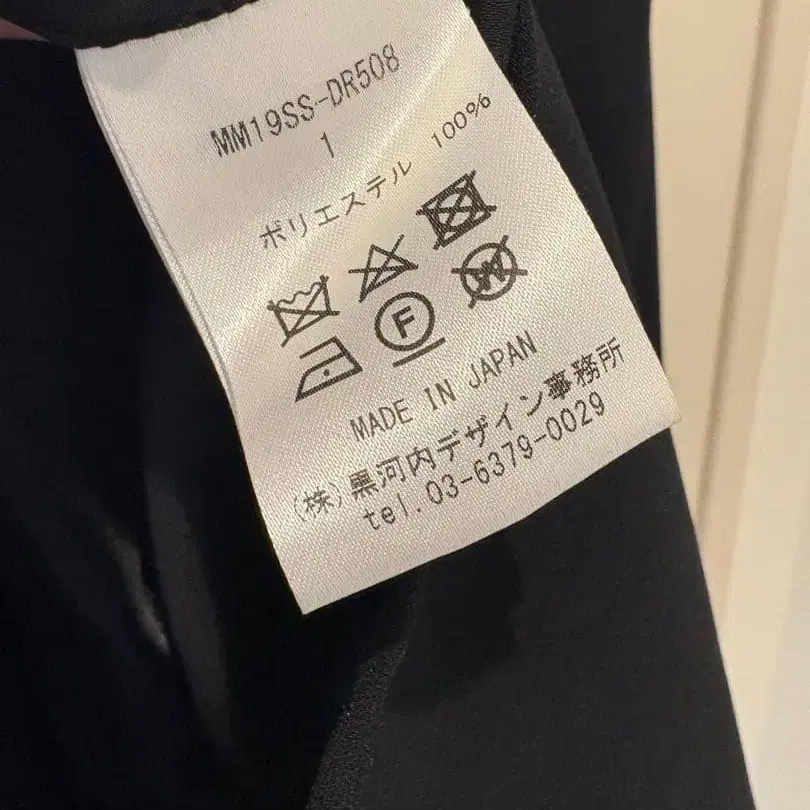 MM19SS-DR508
1
ポリエステル 100%
F
W
MADE IN JAPAN
(株)黒河内デザイン事務所
tel.03-6379-0029